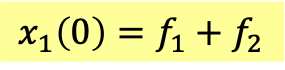 x₁(0) = f₁ + f₂